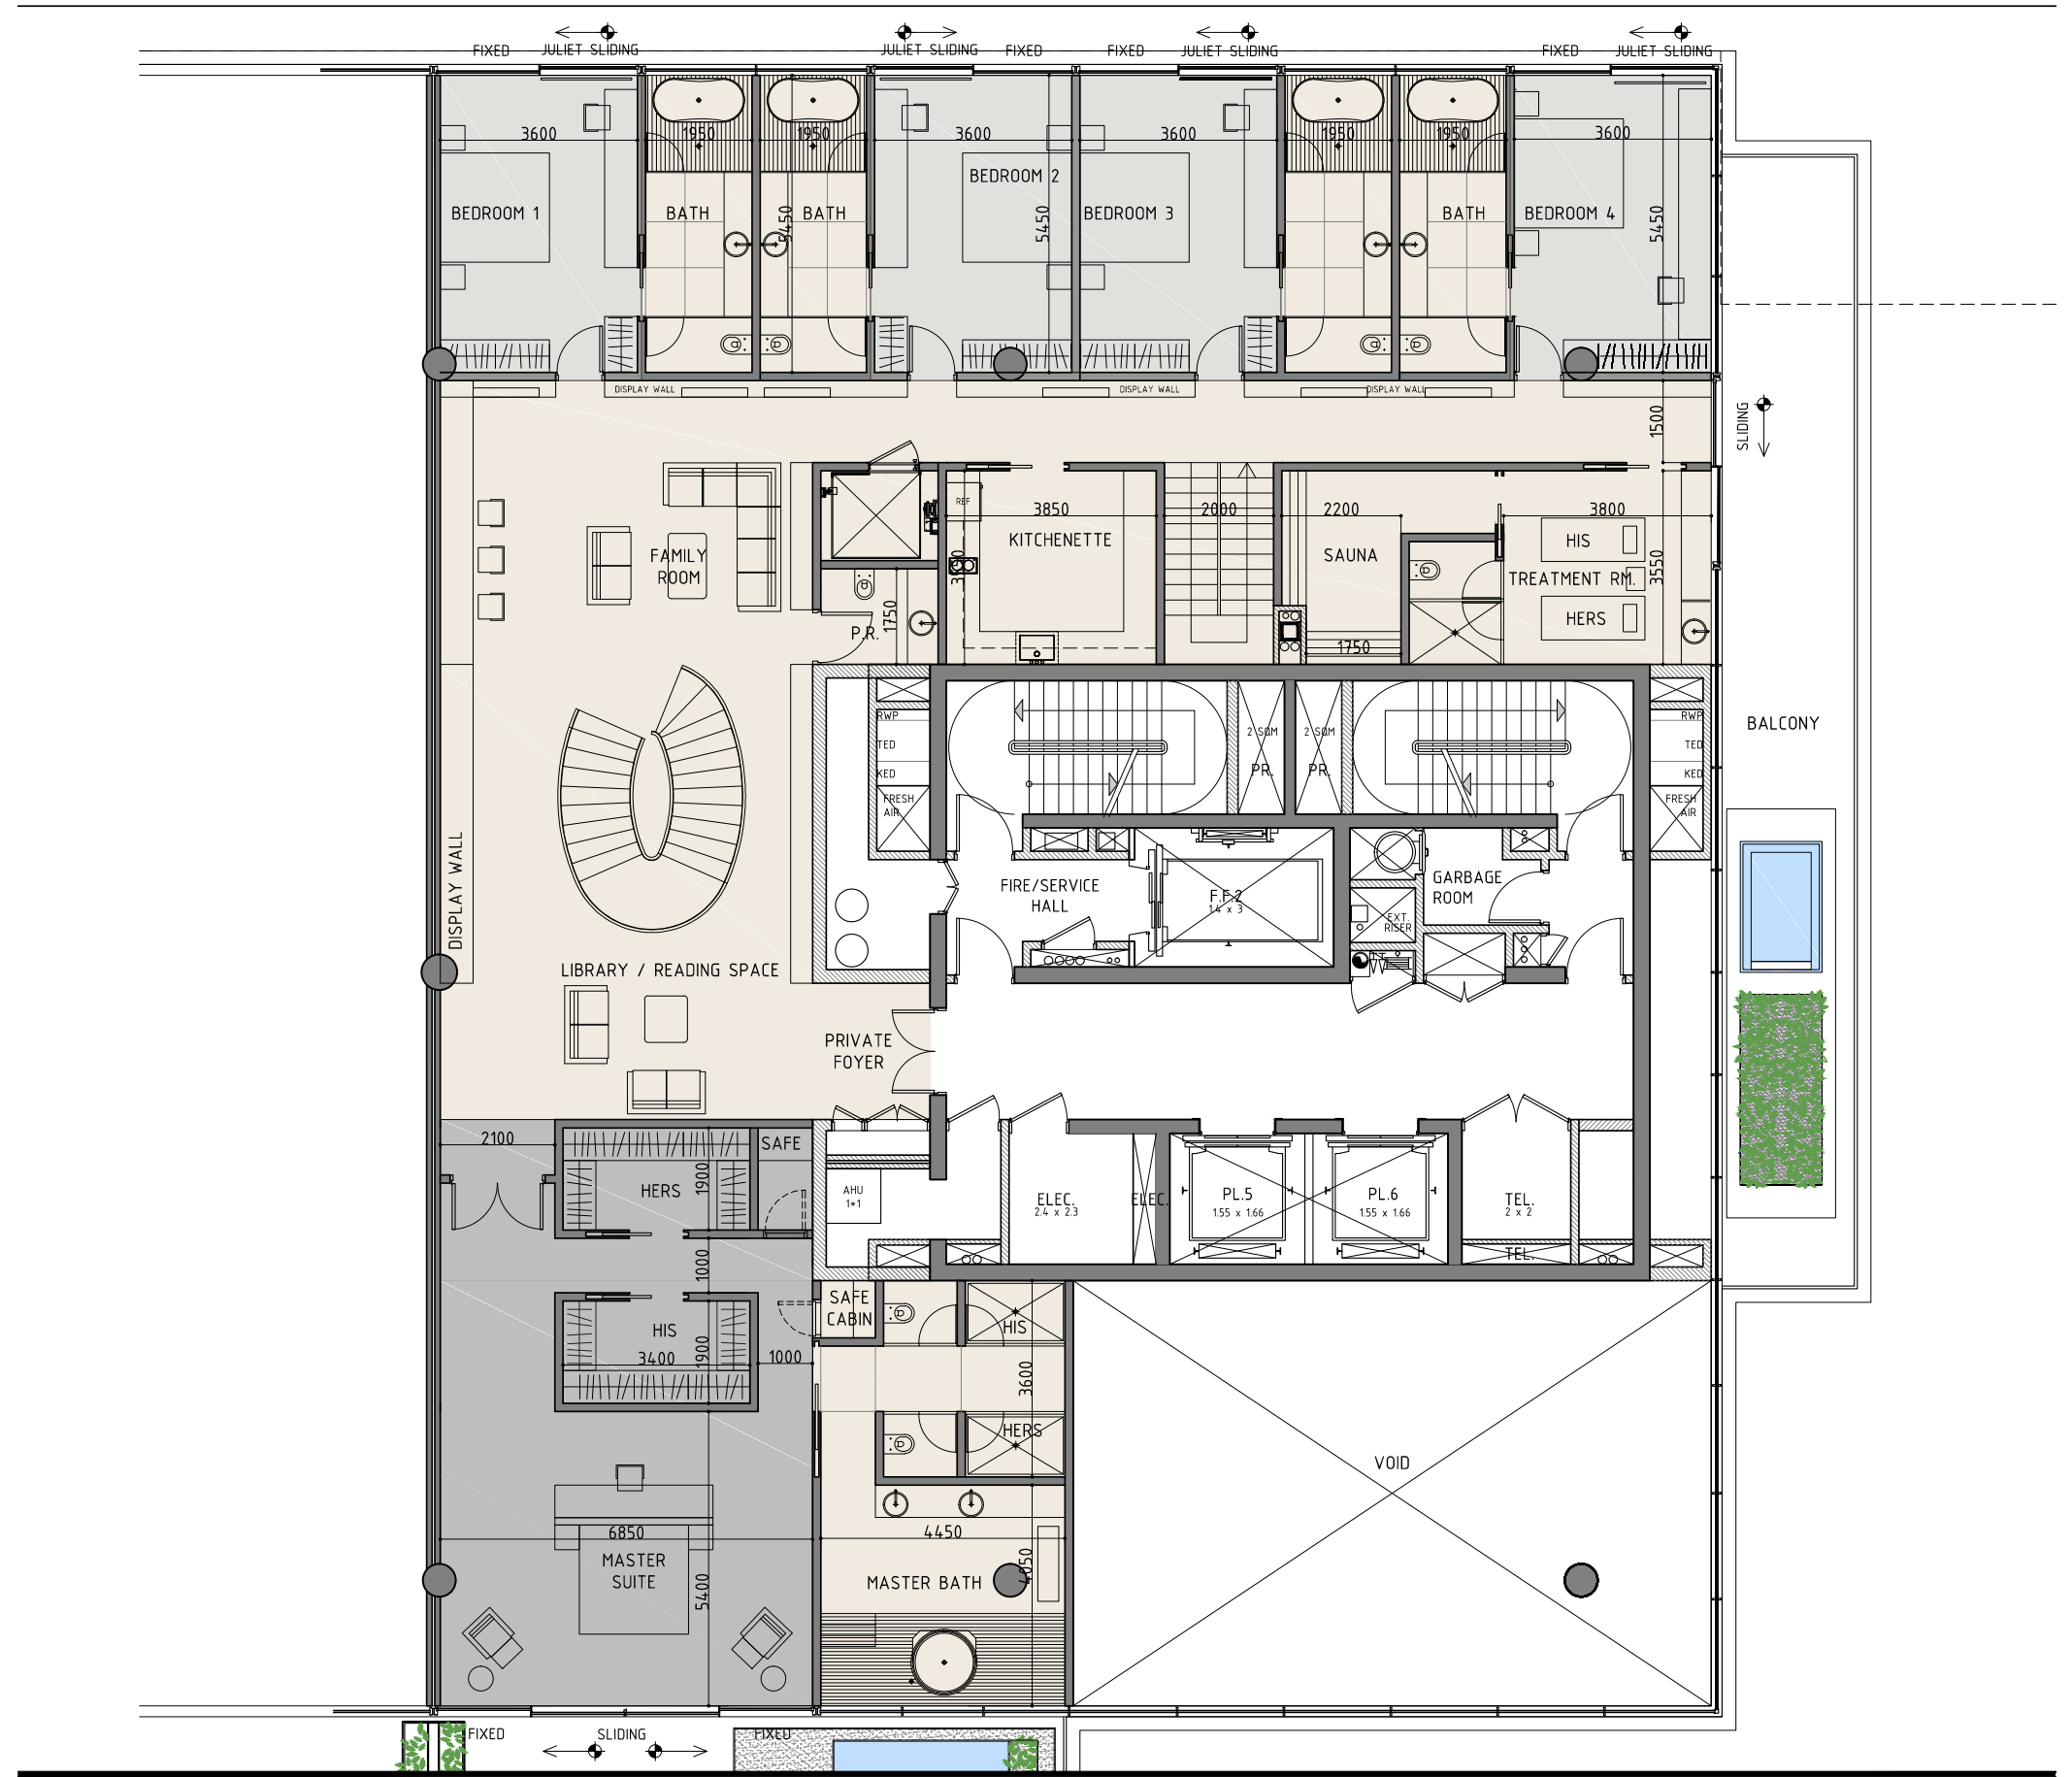 FIXED JULIET SLIDING
JULIET SLIDING FIXED
FIXED JULIET SLIDING
FIXED JULIET SLIDING
3600 1950 1950 3600 3600 1950 1950 3600
BEDROOM 2
BEDROOM 1 BATH BATH BEDROOM 3 BATH BEDROOM 4
5450 5450 5450
DISPLAY WALL DISPLAY WALL DISPLAY WALL
1500
SLIDING
REF
3850 2000 2200 3800
KITCHENETTE HIS
FAMILY
ROOM
SAUNA
TREATMENT RM.
3550
HERS
P.R.
1750
1750
RWP
TED
KED
FRESH
AIR
2 SQM
PR.
2 SQM
PR.
RWP
TED
KED
FRESH
AIR
BALCONY
DISPLAY WALL
FIRE/SERVICE
HALL
F.F.2
1.4 x 3
GARBAGE
ROOM
EXT.
RISER
LIBRARY / READING SPACE
PRIVATE
FOYER
2100
SAFE
HERS
1900
AHU
1*1
ELEC.
2.4 x 2.3
ELEC.
PL.5
1.55 x 1.66
PL.6
1.55 x 1.66
TEL.
2 x 2
TEL.
1000
SAFE
CABIN
HIS
HIS
1900
3400
1000
3600
HERS
VOID
6850
4450
MASTER
SUITE
MASTER BATH
4050
5400
FIXED SLIDING FIXED